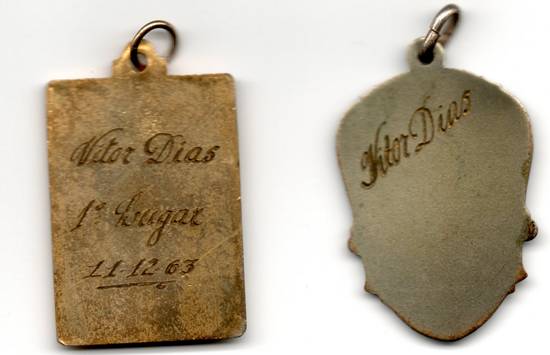 Vitor Dias
1º Lugar
11-12-63
Vitor Dias